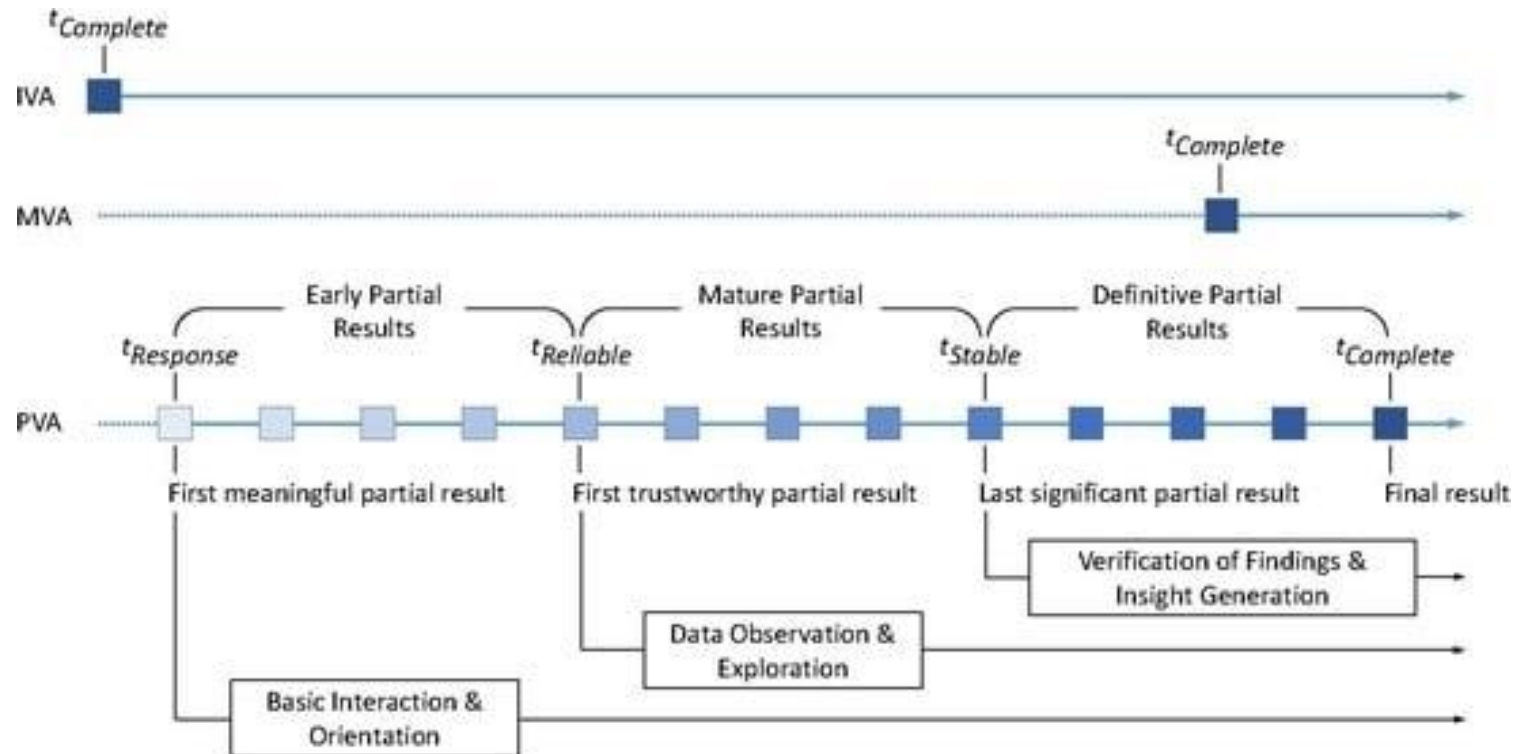 tComplete
IVA
tComplete
MVA
Early Partial
Results
Mature Partial
Results
Definitive Partial
Results
tResponse
tReliable
tStable
tComplete
PVA
First meaningful partial result
First trustworthy partial result
Last significant partial result
Final result
Verification of Findings &
Insight Generation
Data Observation &
Exploration
Basic Interaction &
Orientation